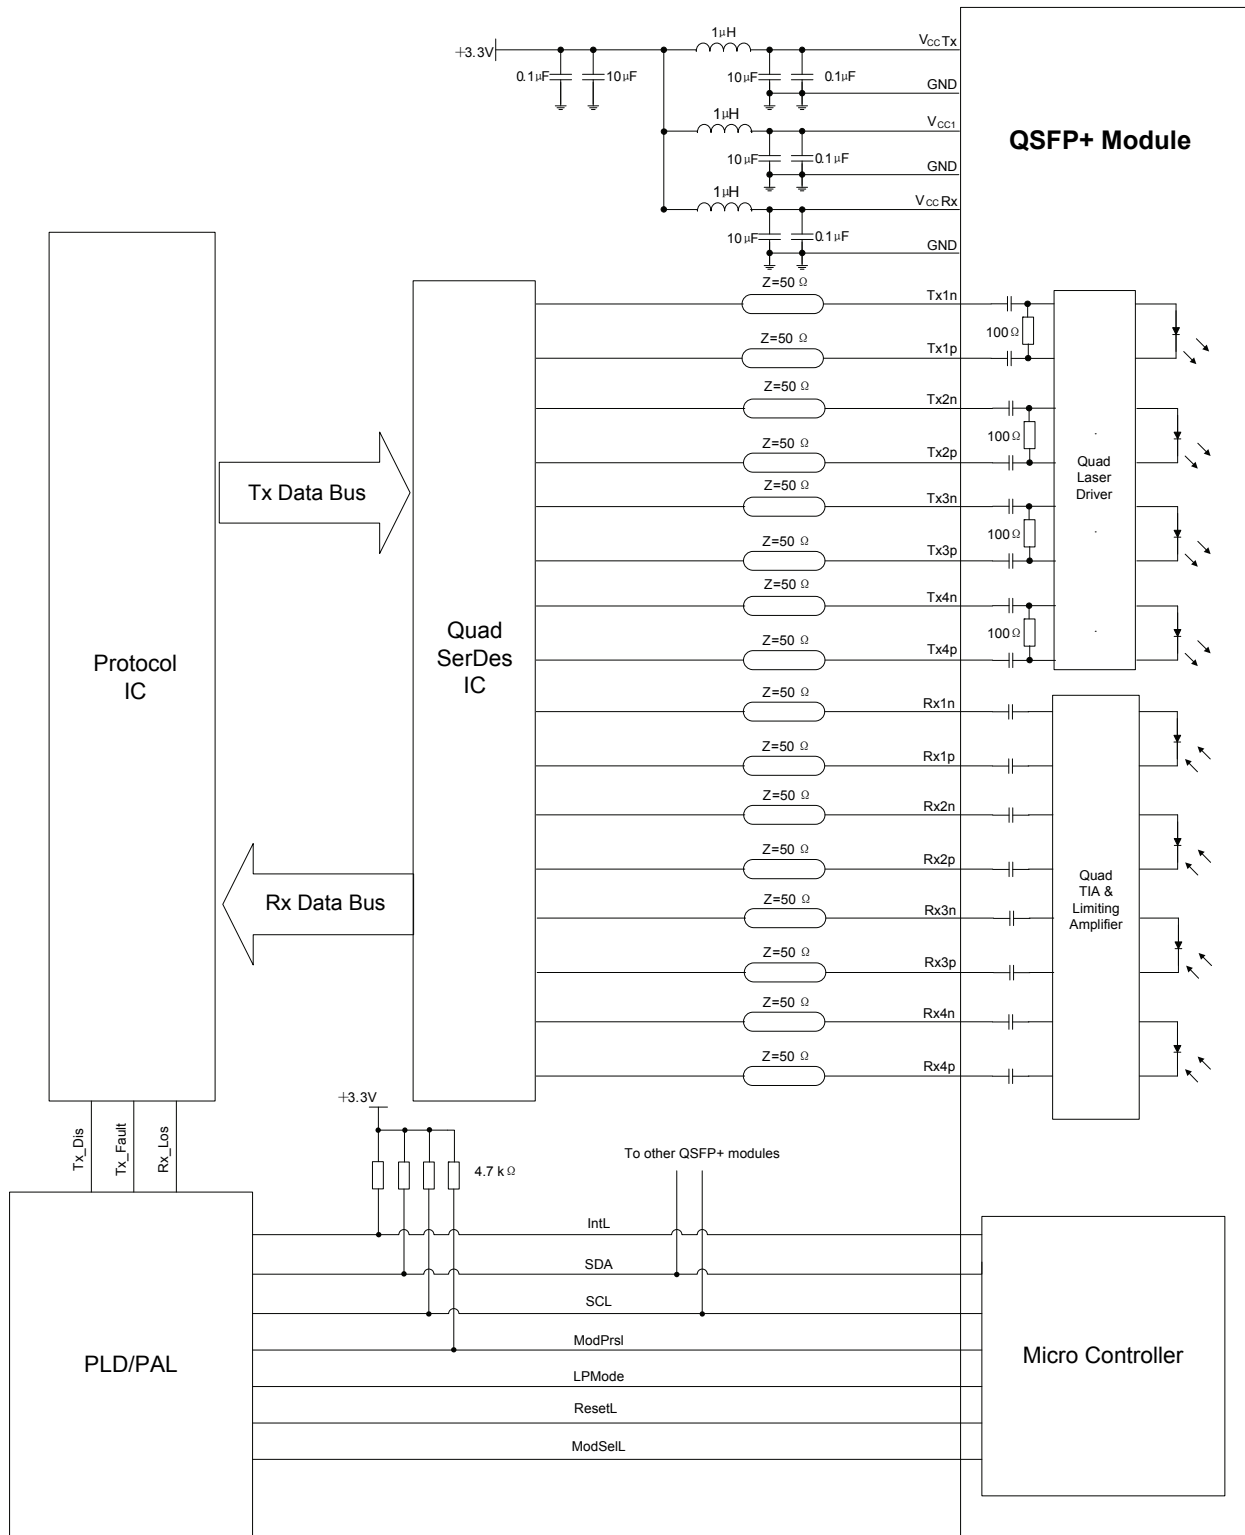 1μH
+3.3V
VCC Tx
0.1μF
10μF
10μF
0.1μF
GND
1μH
VCC1
QSFP+ Module
10μF
0.1μF
GND
1μH
VCC Rx
10μF
0.1μF
GND
Z=50 Ω
Tx1n
100Ω
Z=50 Ω
Tx1p
Z=50 Ω
Tx2n
100Ω
Z=50 Ω
Tx2p
Quad
Laser
Driver
Tx Data Bus
Z=50 Ω
Tx3n
100Ω
Z=50 Ω
Tx3p
Z=50 Ω
Tx4n
100Ω
Z=50 Ω
Tx4p
Quad
SerDes
IC
Protocol
IC
Z=50 Ω
Rx1n
Z=50 Ω
Rx1p
Z=50 Ω
Rx2n
Z=50 Ω
Rx2p
Quad
TIA &
Limiting
Amplifier
Rx Data Bus
Z=50 Ω
Rx3n
Z=50 Ω
Rx3p
Z=50 Ω
Rx4n
Z=50 Ω
Rx4p
+3.3V
Tx_Dis
Tx_Fault
Rx_Los
4.7 k Ω
To other QSFP+ modules
IntL
SDA
SCL
ModPrsl
LPMode
ResetL
ModSelL
PLD/PAL
Micro Controller